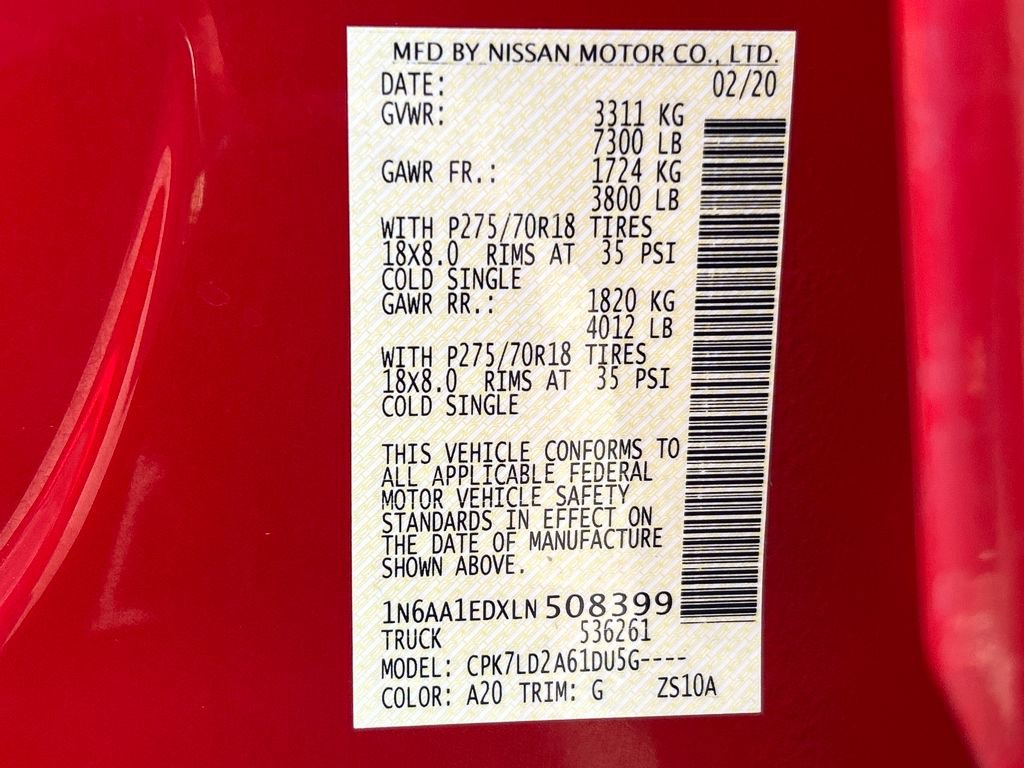 MFD BY NISSAN MOTOR CO., LTD.
DATE: 02/20
GVWR: 3311 KG
7300 LB
GAWR FR.: 1724 KG
3800 LB
WITH P275/70R18 TIRES
18X8.0 RIMS AT 35 PSI
COLD SINGLE
GAWR RR.: 1820 KG
4012 LB
WITH P275/70R18 TIRES
18X8.0 RIMS AT 35 PSI
COLD SINGLE
THIS VEHICLE CONFORMS TO
ALL APPLICABLE FEDERAL
MOTOR VEHICLE SAFETY
STANDARDS IN EFFECT ON
THE DATE OF MANUFACTURE
SHOWN ABOVE.
1N6AA1EDXLN508399
TRUCK 536261
MODEL: CPK7LD2A61DU5G----
COLOR: A20 TRIM: G ZS10A